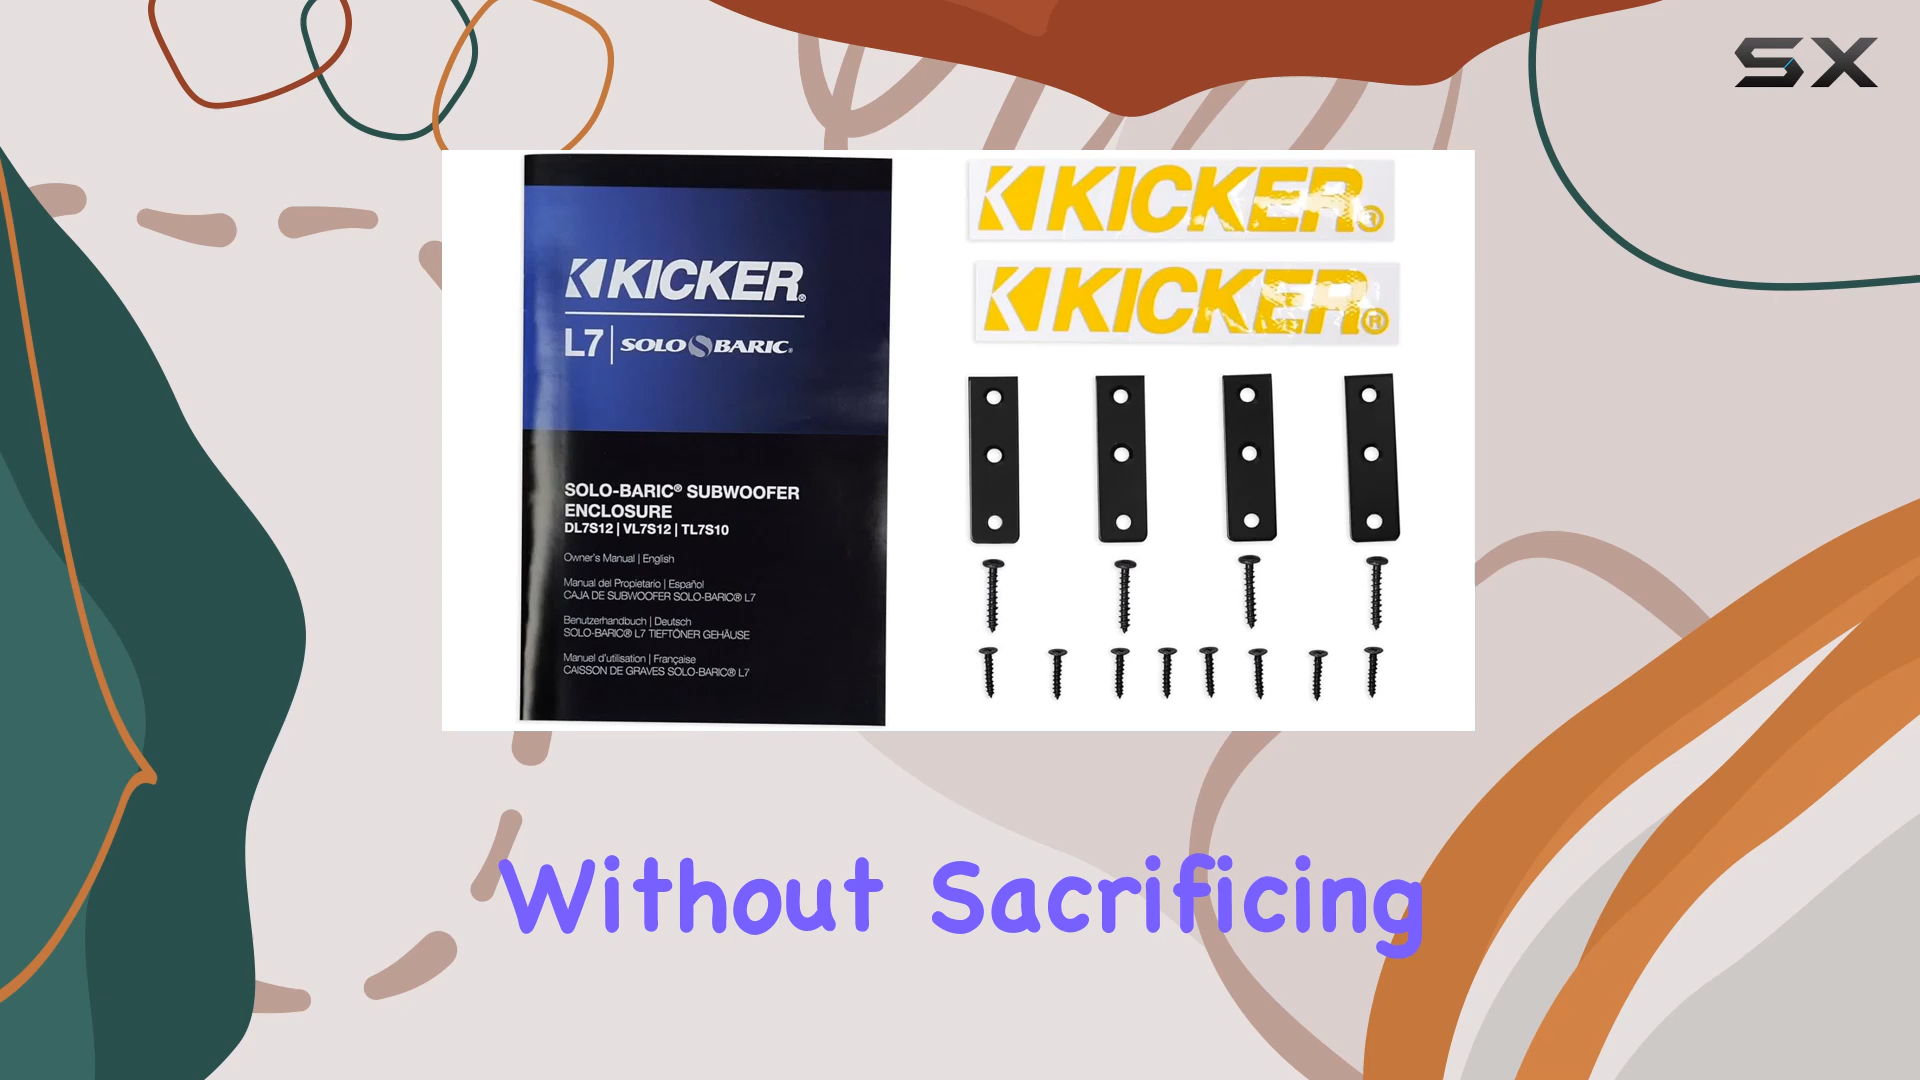 SX
KICKER®
L7 | SOLO BARIC®
SOLO-BARIC® SUBWOOFER
ENCLOSURE
DL7S12 | VL7S12 | TL7S10
Owner's Manual | English
Manual del Propietario | Español
CAJA DE SUBWOOFER SOLO-BARIC® L7
Benutzerhandbuch | Deutsch
SOLO-BARIC® L7 TIEFTÖNER GEHÄUSE
Manuel d'utilisation | Française
CAISSON DE GRAVES SOLO-BARIC® L7
KICKER®
KICKER®
Without Sacrificing